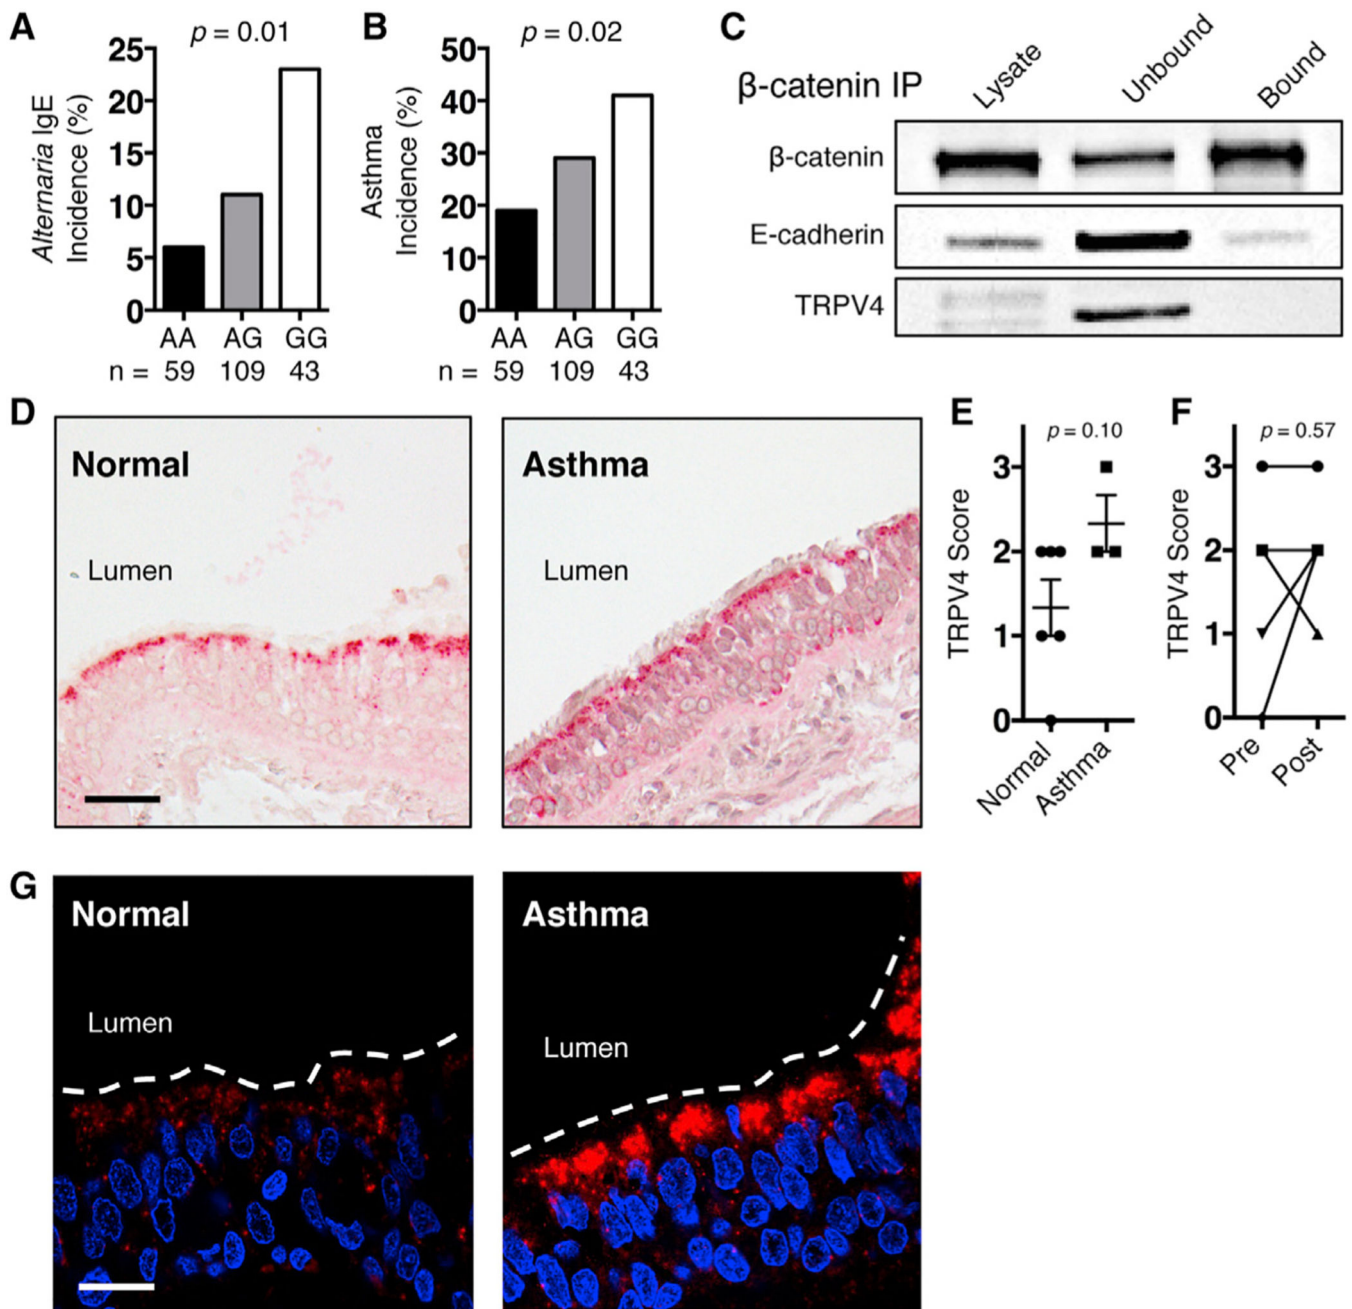 A
p = 0.01
Alternaria IgE
Incidence (%)
25
20
15
10
5
0
AA AG GG
n = 59 109 43
B
p = 0.02
Asthma
Incidence (%)
50
40
30
20
10
0
AA AG GG
n = 59 109 43
C
β-catenin IP
Lysate
Unbound
Bound
β-catenin
E-cadherin
TRPV4
D
Normal
Lumen
Asthma
Lumen
E
p = 0.10
TRPV4 Score
3
2
1
0
Normal
Asthma
F
p = 0.57
TRPV4 Score
3
2
1
0
Pre
Post
G
Normal
Lumen
Asthma
Lumen